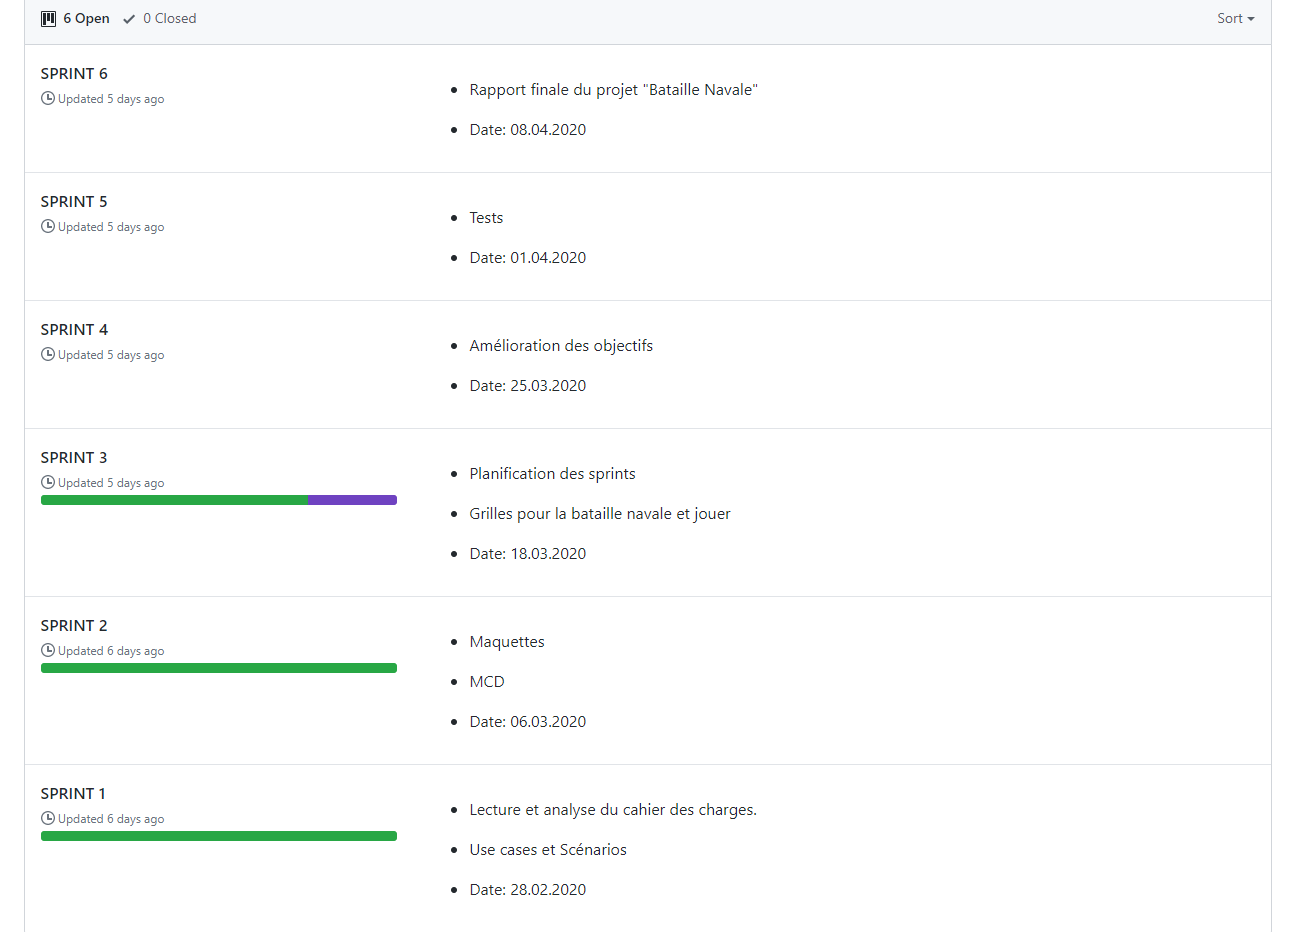 6 Open 0 Closed Sort
SPRINT 6
Updated 5 days ago
Rapport finale du projet "Bataille Navale"
Date: 08.04.2020
SPRINT 5
Updated 5 days ago
Tests
Date: 01.04.2020
SPRINT 4
Updated 5 days ago
Amélioration des objectifs
Date: 25.03.2020
SPRINT 3
Updated 5 days ago
Planification des sprints
Grilles pour la bataille navale et jouer
Date: 18.03.2020
SPRINT 2
Updated 6 days ago
Maquettes
MCD
Date: 06.03.2020
SPRINT 1
Updated 6 days ago
Lecture et analyse du cahier des charges.
Use cases et Scénarios
Date: 28.02.2020